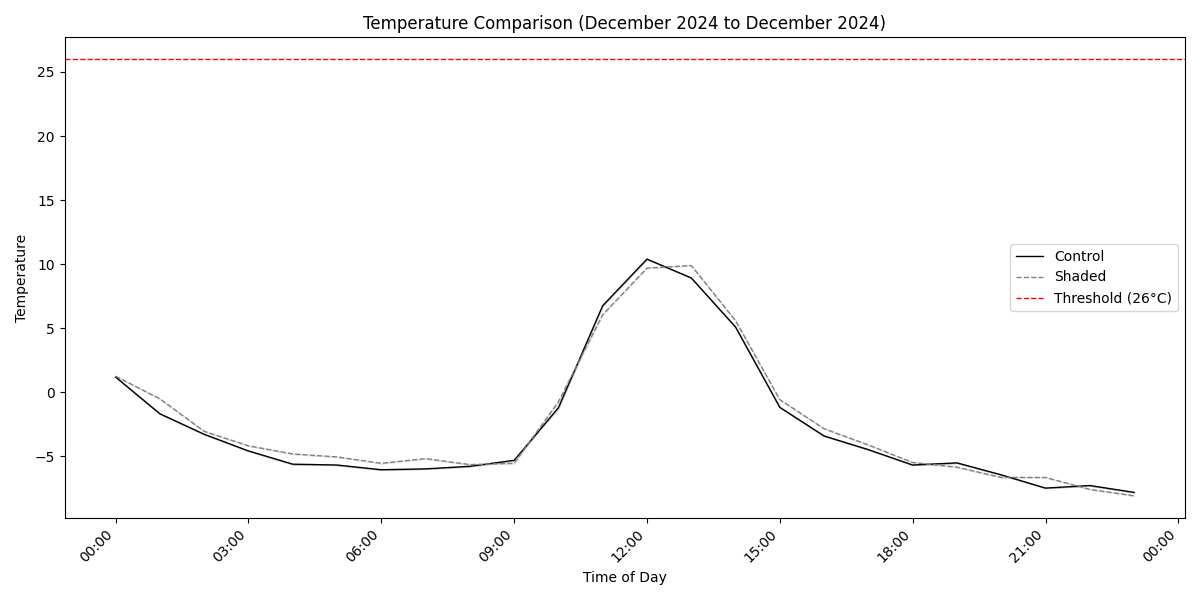 Temperature Comparison (December 2024 to December 2024)
Temperature
25
20
15
10
5
0
−5
Control
Shaded
Threshold (26°C)
00:00
03:00
06:00
09:00
12:00
15:00
18:00
21:00
00:00
Time of Day